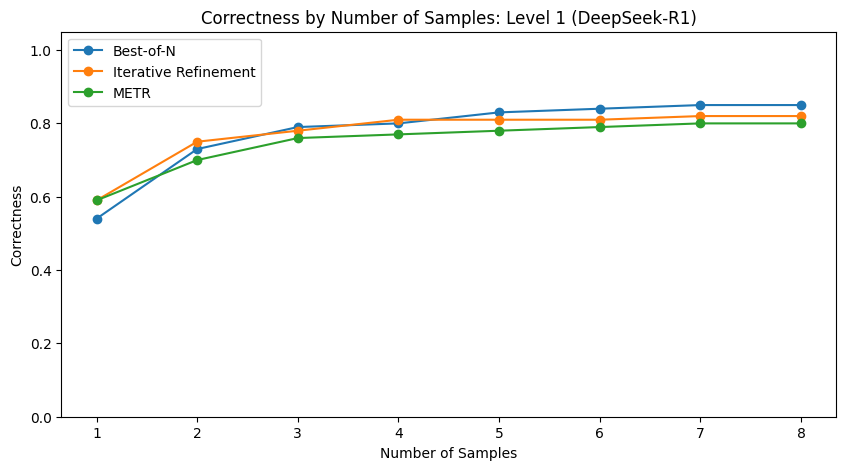 Correctness by Number of Samples: Level 1 (DeepSeek-R1)
Best-of-N
Iterative Refinement
METR
Correctness
1.0
0.8
0.6
0.4
0.2
0.0
1 2 3 4 5 6 7 8
Number of Samples